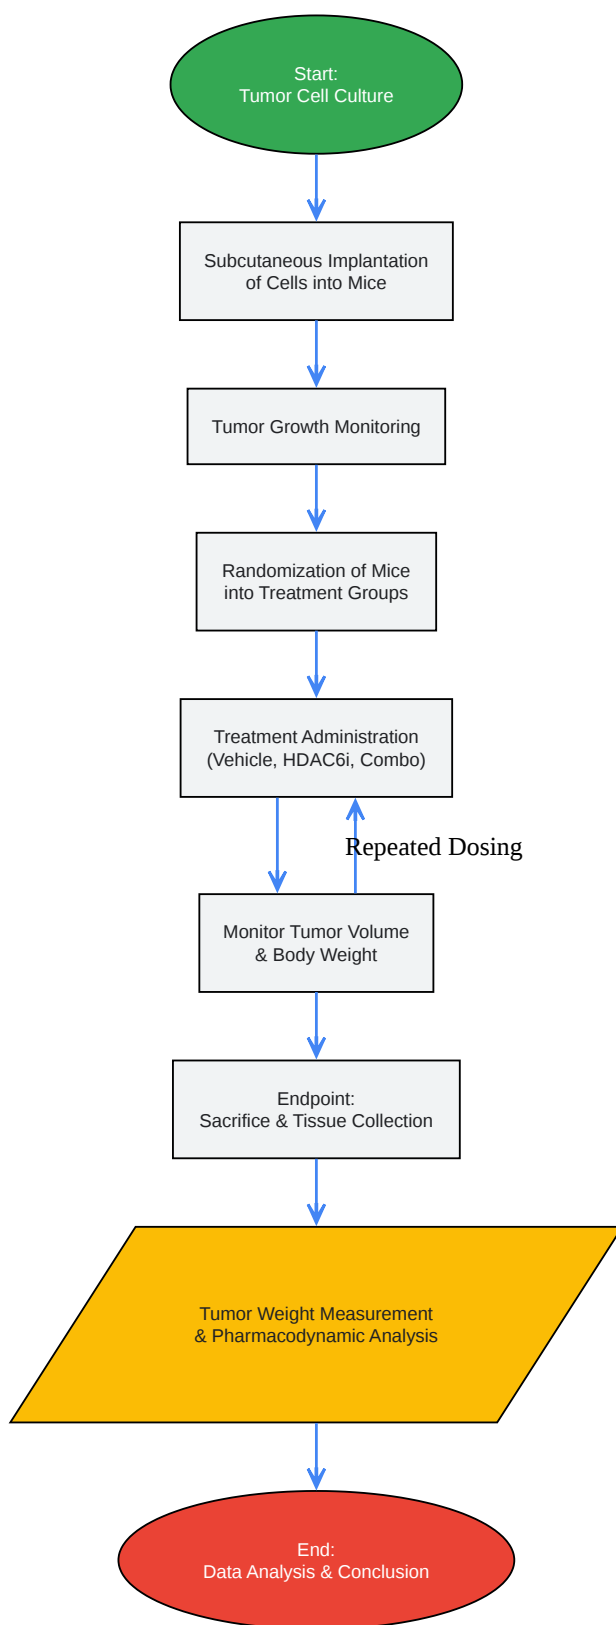 Start:
Tumor Cell Culture
Subcutaneous Implantation
of Cells into Mice
Tumor Growth Monitoring
Randomization of Mice
into Treatment Groups
Treatment Administration
(Vehicle, HDAC6i, Combo)
Repeated Dosing
Monitor Tumor Volume
& Body Weight
Endpoint:
Sacrifice & Tissue Collection
Tumor Weight Measurement
& Pharmacodynamic Analysis
End:
Data Analysis & Conclusion